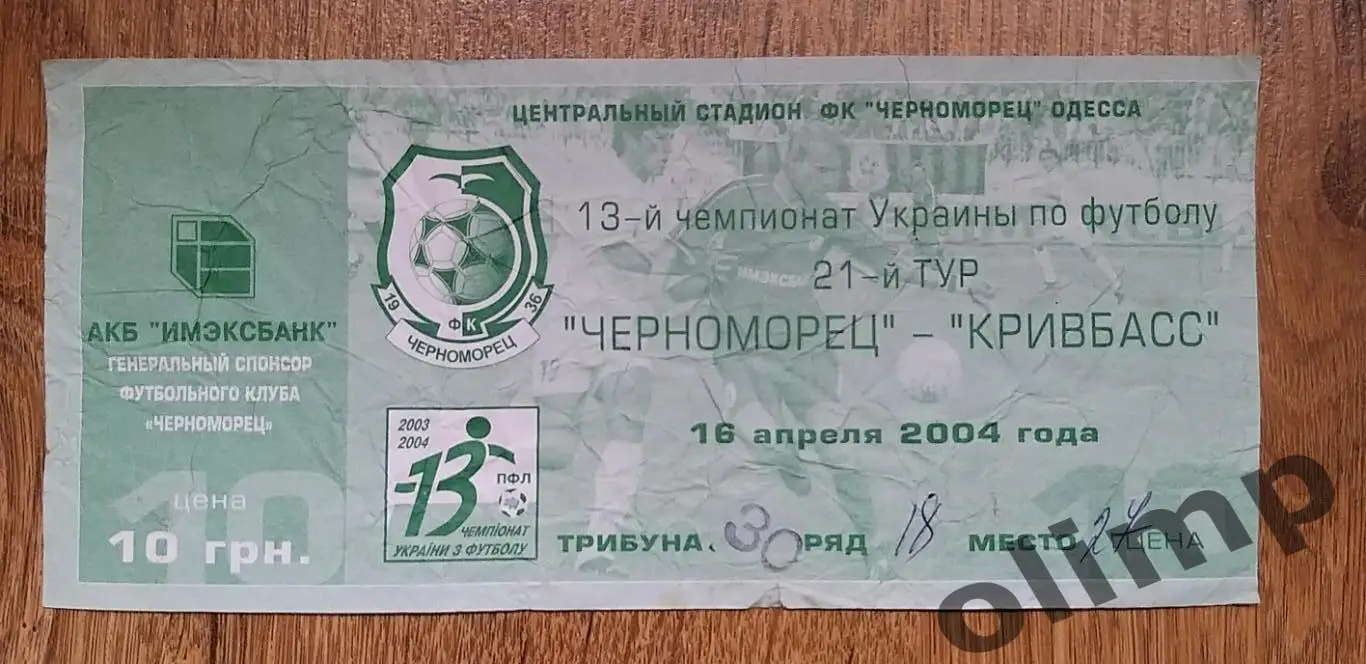 АКБ "ИМЭКСБАНК"
ГЕНЕРАЛЬНЫЙ СПОНСОР
ФУТБОЛЬНОГО КЛУБА
«ЧЕРНОМОРЕЦ»
10
цена
10 грн.
ЦЕНТРАЛЬНЫЙ СТАДИОН ФК "ЧЕРНОМОРЕЦ" ОДЕССА
19 ФК 36
ЧЕРНОМОРЕЦ
13-й чемпионат Украины по футболу
21-й ТУР
"ЧЕРНОМОРЕЦ" - "КРИВБАСС"
16 апреля 2004 года
2003
2004
13
ПФЛ
ЧЕМПІОНАТ
УКРАЇНИ З ФУТБОЛУ
ТРИБУНА 30 РЯД 18 МЕСТО 24 ЦЕНА
olimp